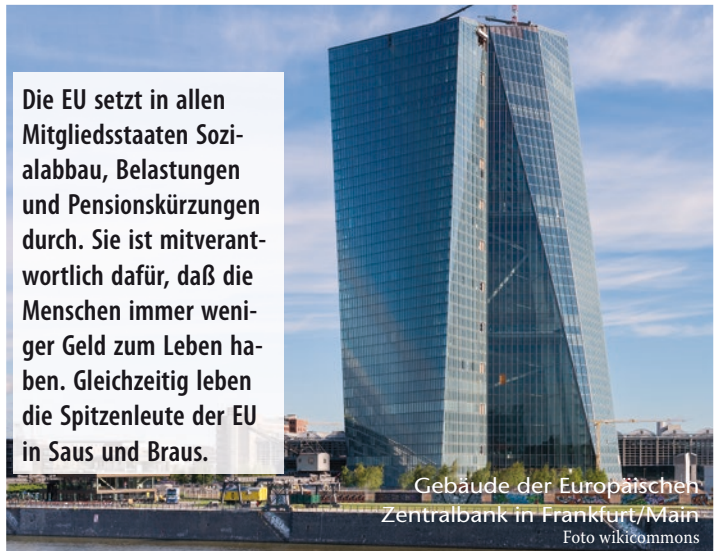 Die EU setzt in allen
Mitgliedsstaaten Sozi-
alabbau, Belastungen
und Pensionskürzungen
durch. Sie ist mitverant-
wortlich dafür, daß die
Menschen immer weni-
ger Geld zum Leben ha-
ben. Gleichzeitig leben
die Spitzenleute der EU
in Saus und Braus.
Gebäude der Europäischen
Zentralbank in Frankfurt/Main
Foto wikicommons